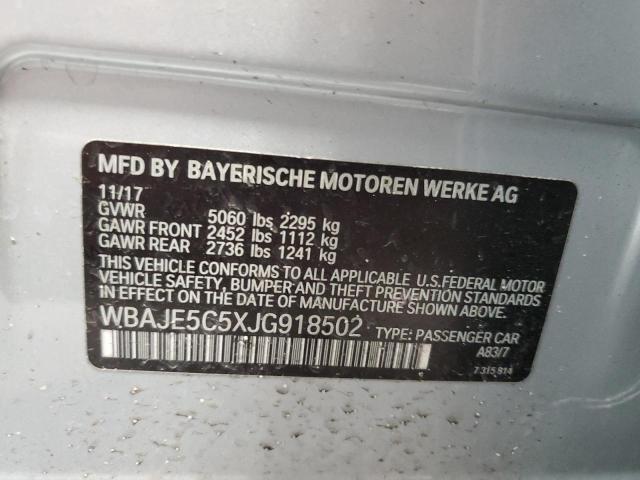 MFD BY BAYERISCHE MOTOREN WERKE AG
11/17
GVWR 5060 lbs 2295 kg
GAWR FRONT 2452 lbs 1112 kg
GAWR REAR 2736 lbs 1241 kg
THIS VEHICLE CONFORMS TO ALL APPLICABLE U.S.FEDERAL MOTOR
VEHICLE SAFETY, BUMPER AND THEFT PREVENTION STANDARDS IN
EFFECT ON THE DATE OF MANUFACTURE SHOWN ABOVE.
WBAJE5C5XJG918502 TYPE: PASSENGER CAR
A83/7
7 315 814